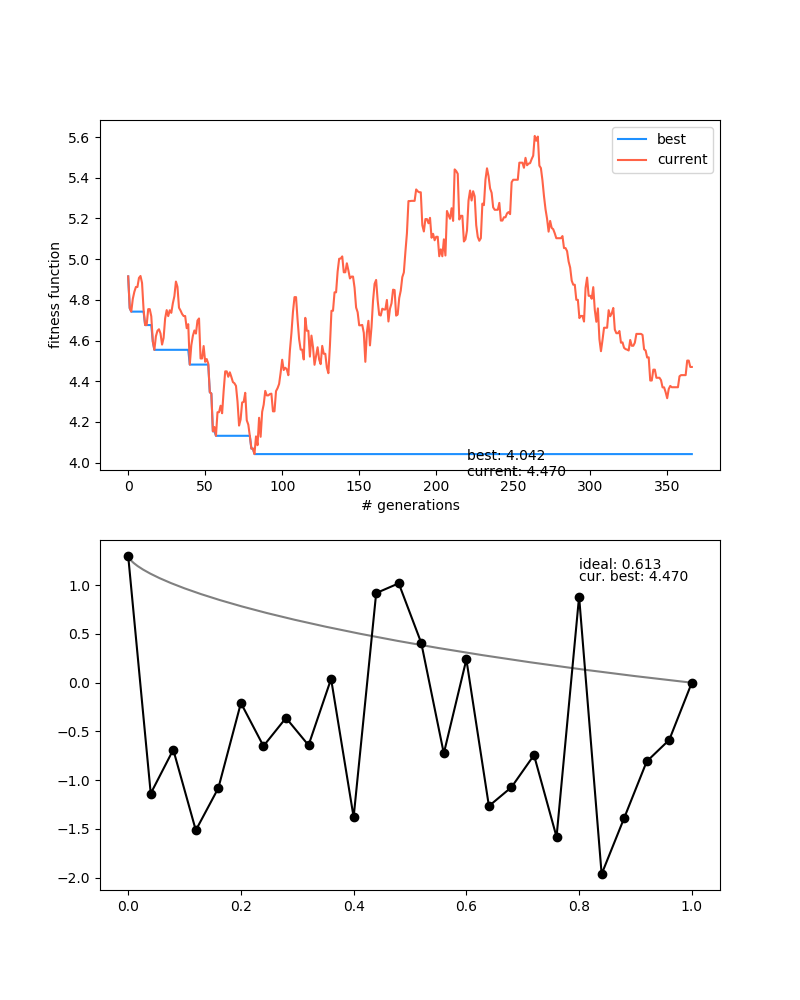 5.6
5.4
5.2
5.0
4.8
4.6
4.4
4.2
4.0
fitness function
best
current
best: 4.042
current: 4.470
0 50 100 150 200 250 300 350
# generations
ideal: 0.613
cur. best: 4.470
1.0
0.5
0.0
−0.5
−1.0
−1.5
−2.0
0.0 0.2 0.4 0.6 0.8 1.0